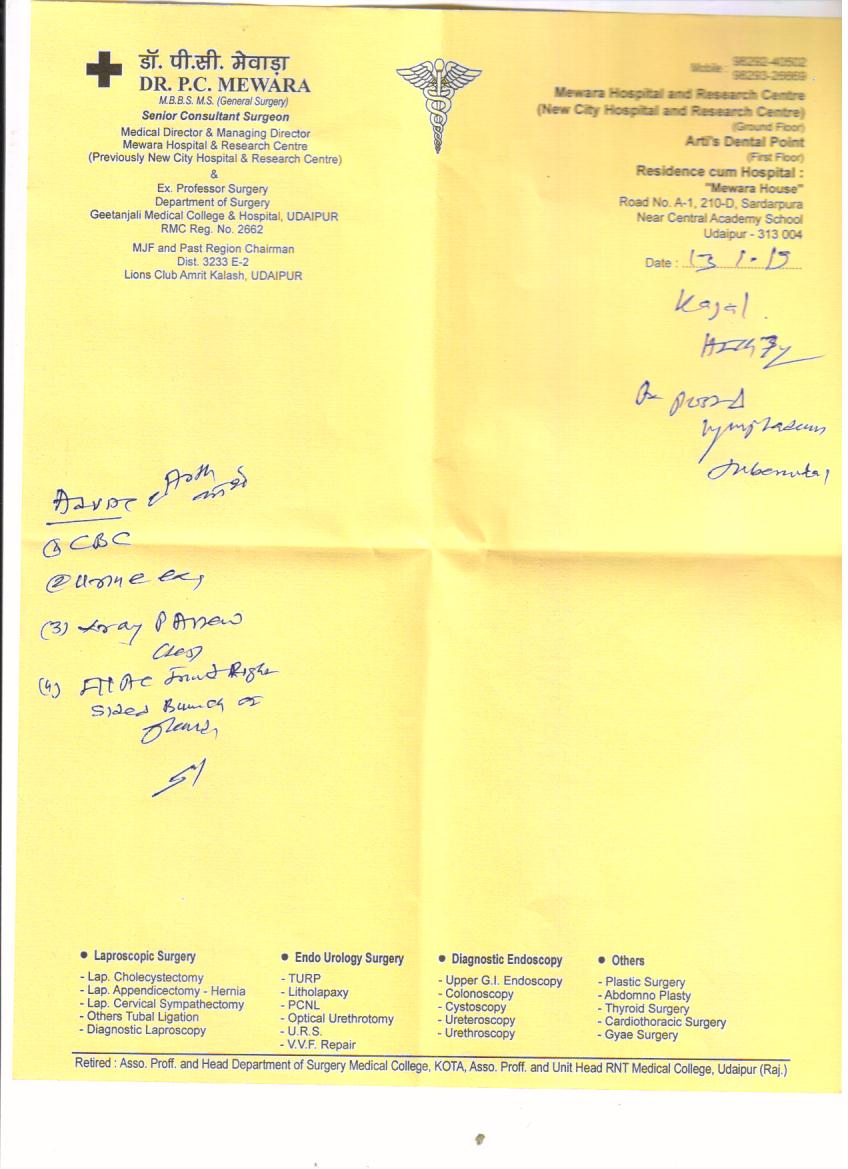 डॉ. पी.सी. मेवाड़ा
DR. P.C. MEWARA
M.B.B.S. M.S. (General Surgery)
Senior Consultant Surgeon
Medical Director & Managing Director
Mewara Hospital & Research Centre
(Previously New City Hospital & Research Centre)
&
Ex. Professor Surgery
Department of Surgery
Geetanjali Medical College & Hospital, UDAIPUR
RMC Reg. No. 2662
MJF and Past Region Chairman
Dist. 3233 E-2
Lions Club Amrit Kalash, UDAIPUR
Mobile :
Mewara Hospital and Research Centre
(New City Hospital and Research Centre)
(Ground Floor)
Arti's Dental Point
(First Floor)
Residence cum Hospital :
"Mewara House"
Road No. A-1, 210-D, Sardarpura
Near Central Academy School
Udaipur - 313 004
Date :
Kajal
(1) CBC
(2) Urine
(3) Xray PA view
Chest
(4) FNAC from Right
Sided Bunch of
● Laproscopic Surgery
- Lap. Cholecystectomy
- Lap. Appendicectomy - Hernia
- Lap. Cervical Sympathectomy
- Others Tubal Ligation
- Diagnostic Laproscopy
● Endo Urology Surgery
- TURP
- Litholapaxy
- PCNL
- Optical Urethrotomy
- U.R.S.
- V.V.F. Repair
● Diagnostic Endoscopy
- Upper G.I. Endoscopy
- Colonoscopy
- Cystoscopy
- Ureteroscopy
- Urethroscopy
● Others
- Plastic Surgery
- Abdomno Plasty
- Thyroid Surgery
- Cardiothoracic Surgery
- Gyae Surgery
Retired : Asso. Proff. and Head Department of Surgery Medical College, KOTA, Asso. Proff. and Unit Head RNT Medical College, Udaipur (Raj.)